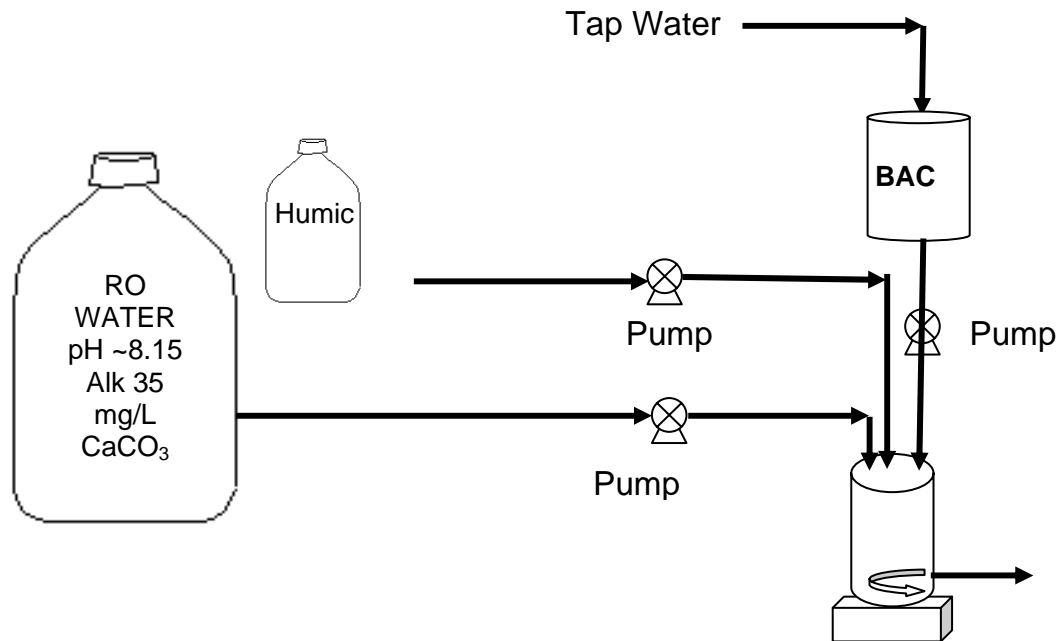 Tap Water
BAC
Humic
RO
WATER
pH ~8.15
Alk 35
mg/L
CaCO₃
Pump
Pump
Pump